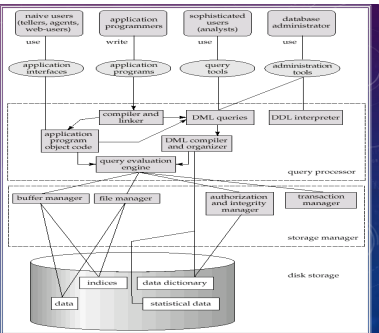 naive users
(tellers, agents,
web-users)
application
programmers
sophisticated
users
(analysts)
database
administrator
use
write
use
use
application
interfaces
application
programs
query
tools
administration
tools
compiler and
linker
DML queries
DDL interpreter
application
program
object code
DML compiler
and organizer
query evaluation
engine
query processor
buffer manager
file manager
authorization
and integrity
manager
transaction
manager
storage manager
disk storage
indices
data dictionary
data
statistical data